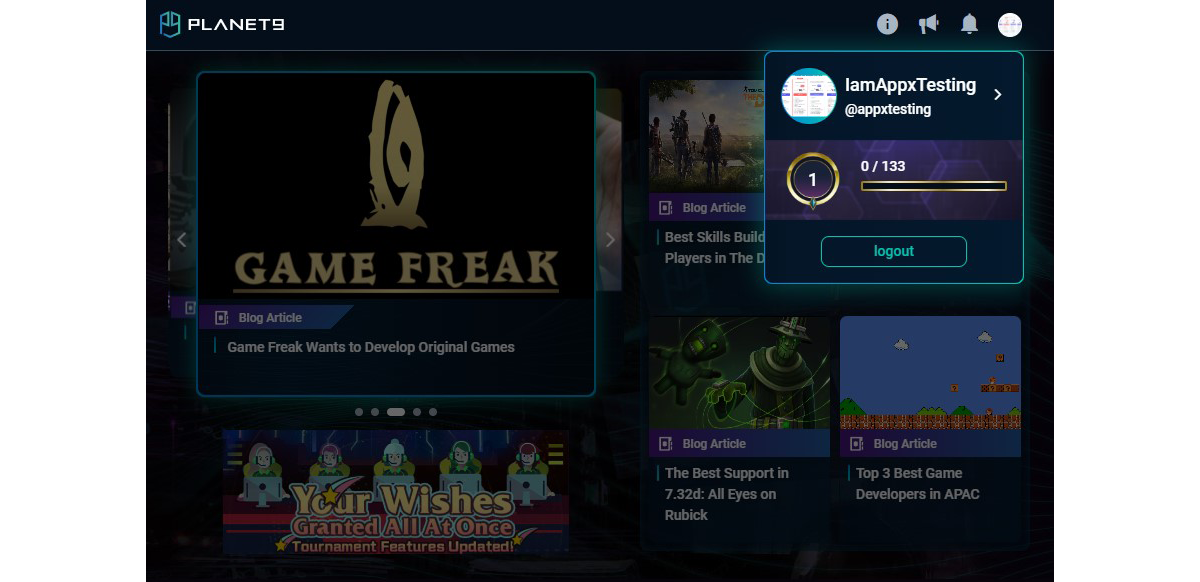 PLANET9
IamAppxTesting
@appxtesting
1
0 / 133
logout
GAME FREAK
Blog Article
Game Freak Wants to Develop Original Games
Your Wishes
Granted All At Once
Tournament Features Updated!
Blog Article
Best Skills Build
Players in The D
Blog Article
The Best Support in
7.32d: All Eyes on
Rubick
Blog Article
Top 3 Best Game
Developers in APAC